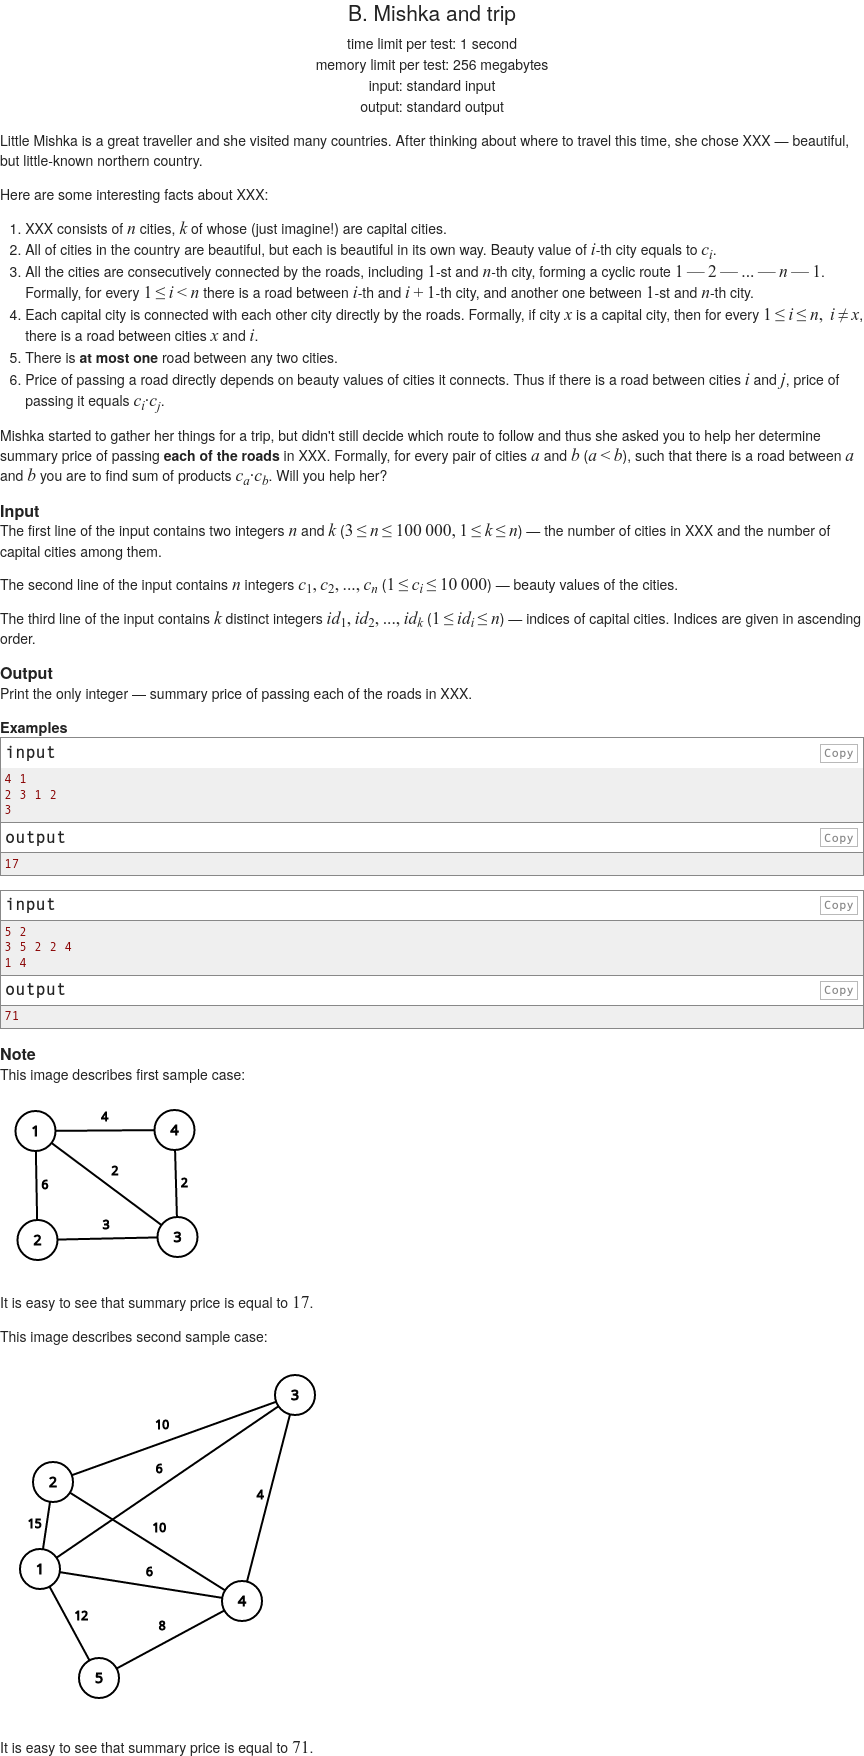 B. Mishka and trip
time limit per test: 1 second
memory limit per test: 256 megabytes
input: standard input
output: standard output
Little Mishka is a great traveller and she visited many countries. After thinking about where to travel this time, she chose XXX — beautiful,
but little-known northern country.
Here are some interesting facts about XXX:
1. XXX consists of n cities, k of whose (just imagine!) are capital cities.
2. All of cities in the country are beautiful, but each is beautiful in its own way. Beauty value of i-th city equals to c_i.
3. All the cities are consecutively connected by the roads, including 1-st and n-th city, forming a cyclic route 1 — 2 — ... — n — 1.
Formally, for every 1 ≤ i < n there is a road between i-th and i + 1-th city, and another one between 1-st and n-th city.
4. Each capital city is connected with each other city directly by the roads. Formally, if city x is a capital city, then for every 1 ≤ i ≤ n, i ≠ x,
there is a road between cities x and i.
5. There is at most one road between any two cities.
6. Price of passing a road directly depends on beauty values of cities it connects. Thus if there is a road between cities i and j, price of
passing it equals c_i·c_j.
Mishka started to gather her things for a trip, but didn't still decide which route to follow and thus she asked you to help her determine
summary price of passing each of the roads in XXX. Formally, for every pair of cities a and b (a < b), such that there is a road between a
and b you are to find sum of products c_a·c_b. Will you help her?
Input
The first line of the input contains two integers n and k (3 ≤ n ≤ 100 000, 1 ≤ k ≤ n) — the number of cities in XXX and the number of
capital cities among them.
The second line of the input contains n integers c_1, c_2, ..., c_n (1 ≤ c_i ≤ 10 000) — beauty values of the cities.
The third line of the input contains k distinct integers id_1, id_2, ..., id_k (1 ≤ id_i ≤ n) — indices of capital cities. Indices are given in ascending
order.
Output
Print the only integer — summary price of passing each of the roads in XXX.
Examples
input Copy
4 1
2 3 1 2
3
output Copy
17
input Copy
5 2
3 5 2 2 4
1 4
output Copy
71
Note
This image describes first sample case:
4
1 4
2
6 2
3
2 3
It is easy to see that summary price is equal to 17.
This image describes second sample case:
3
10
6
2
4
15 10
1 6
4
12
8
5
It is easy to see that summary price is equal to 71.